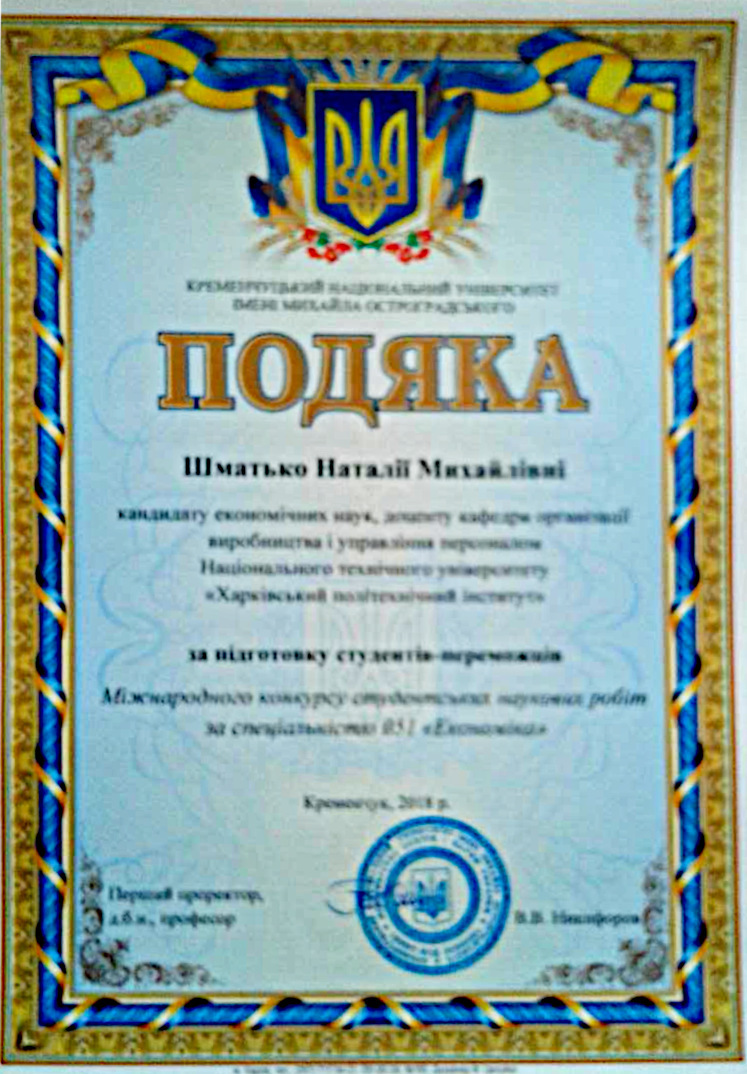 КРЕМЕНЧУЦЬКИЙ НАЦІОНАЛЬНИЙ УНІВЕРСИТЕТ
ІМЕНІ МИХАЙЛА ОСТРОГРАДСЬКОГО
ПОДЯКА
Шматько Наталії Михайлівні
кандидату економічних наук, доценту кафедри організації
виробництва і управління персоналом
Національного технічного університету
«Харківський політехнічний інститут»
за підготовку студентів-переможців
Міжнародного конкурсу студентських наукових робіт
за спеціальністю 051 «Економіка»
Кременчук, 2018 р.
Перший проректор,
д.б.н., професор
В.В. Никифоров